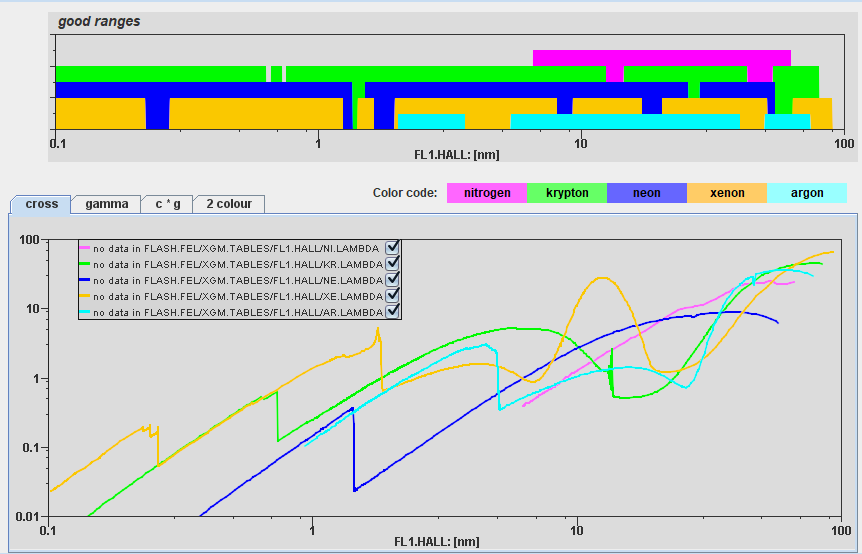 good ranges
0.1 1 10 100
FL1.HALL: [nm]
Color code: nitrogen krypton neon xenon argon
cross gamma c * g 2 colour
100
10
1
0.1
0.01
no data in FLASH.FEL/XGM.TABLES/FL1.HALL/NI.LAMBDA
no data in FLASH.FEL/XGM.TABLES/FL1.HALL/KR.LAMBDA
no data in FLASH.FEL/XGM.TABLES/FL1.HALL/NE.LAMBDA
no data in FLASH.FEL/XGM.TABLES/FL1.HALL/XE.LAMBDA
no data in FLASH.FEL/XGM.TABLES/FL1.HALL/AR.LAMBDA
0.1 1 10 100
FL1.HALL: [nm]